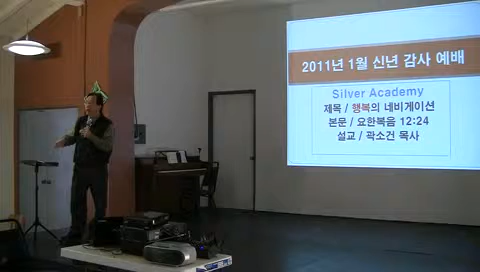 2011년 1월 신년 감사 예배
Silver Academy
제목 / 행복의 네비게이션
본문 / 요한복음 12:24
설교 / 곽소건 목사